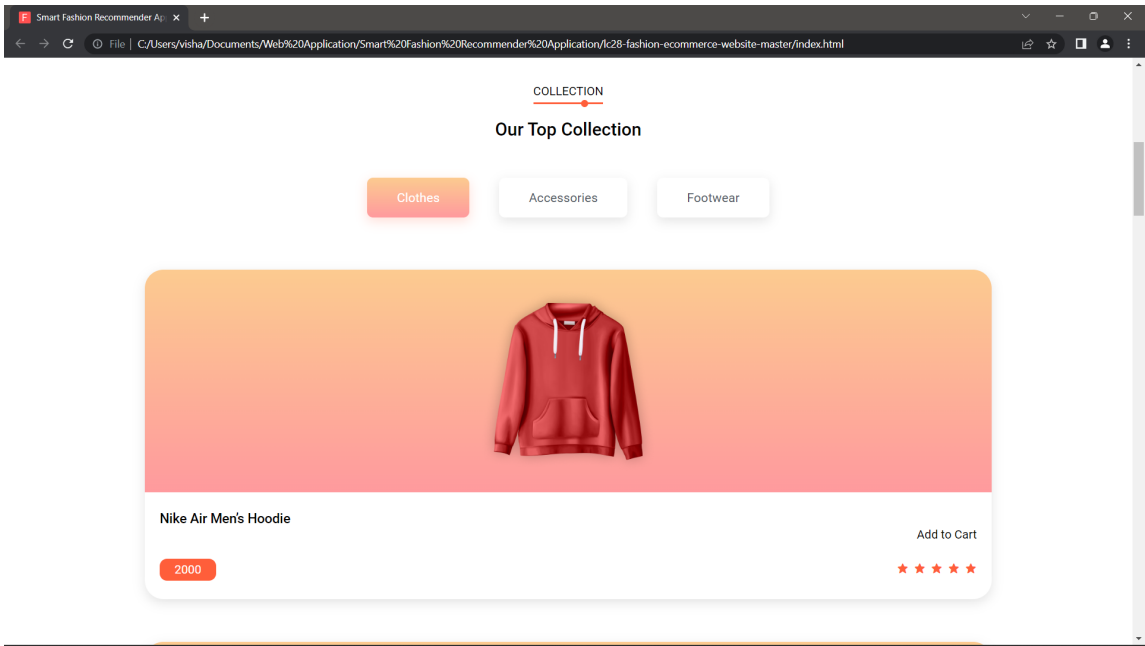 F Smart Fashion Recommender Ap
File | C:/Users/visha/Documents/Web%20Application/Smart%20Fashion%20Recommender%20Application/lc28-fashion-ecommerce-website-master/index.html
COLLECTION
Our Top Collection
Clothes Accessories Footwear
Nike Air Men's Hoodie
Add to Cart
2000